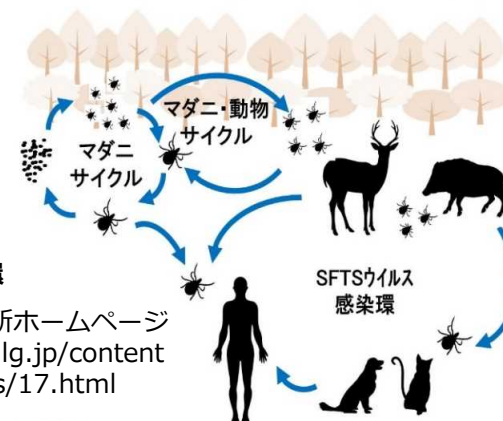 マダニ・動物
サイクル
マダニ
サイクル
SFTSウイルス
感染環
所ホームページ
lg.jp/content
s/17.html